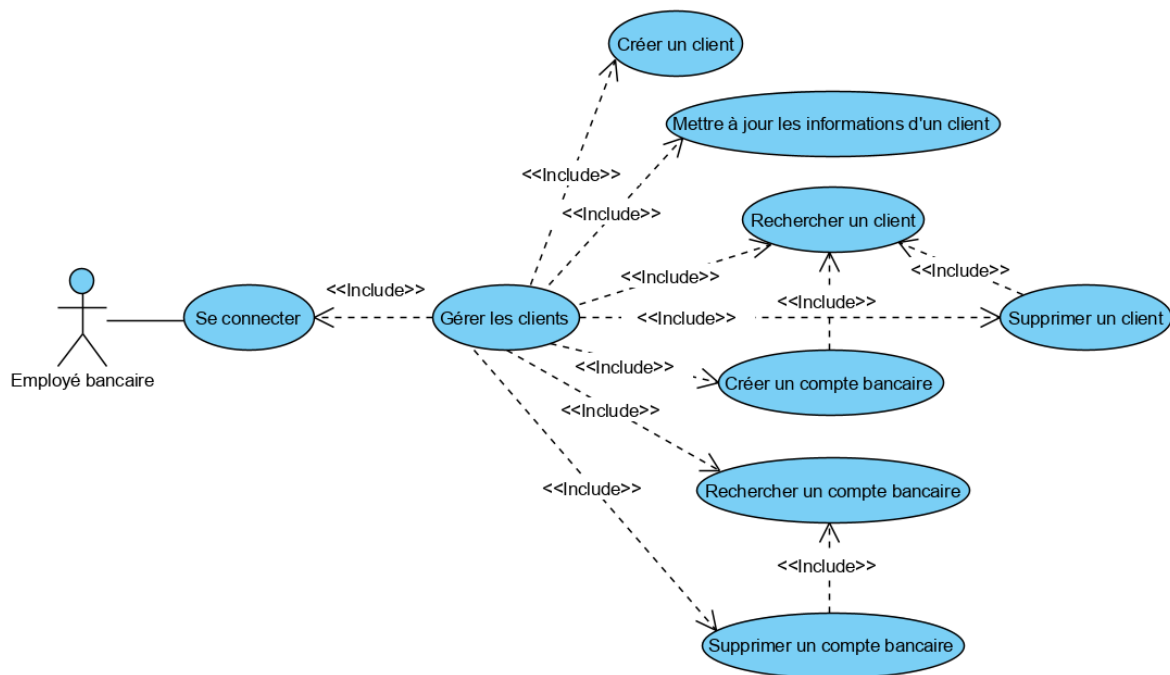 Créer un client
Mettre à jour les informations d'un client
<<Include>>
<<Include>>
Rechercher un client
<<Include>>
<<Include>>
<<Include>>
<<Include>>
Se connecter
Gérer les clients
<<Include>>
Supprimer un client
Employé bancaire
<<Include>>
Créer un compte bancaire
<<Include>>
<<Include>>
Rechercher un compte bancaire
<<Include>>
Supprimer un compte bancaire